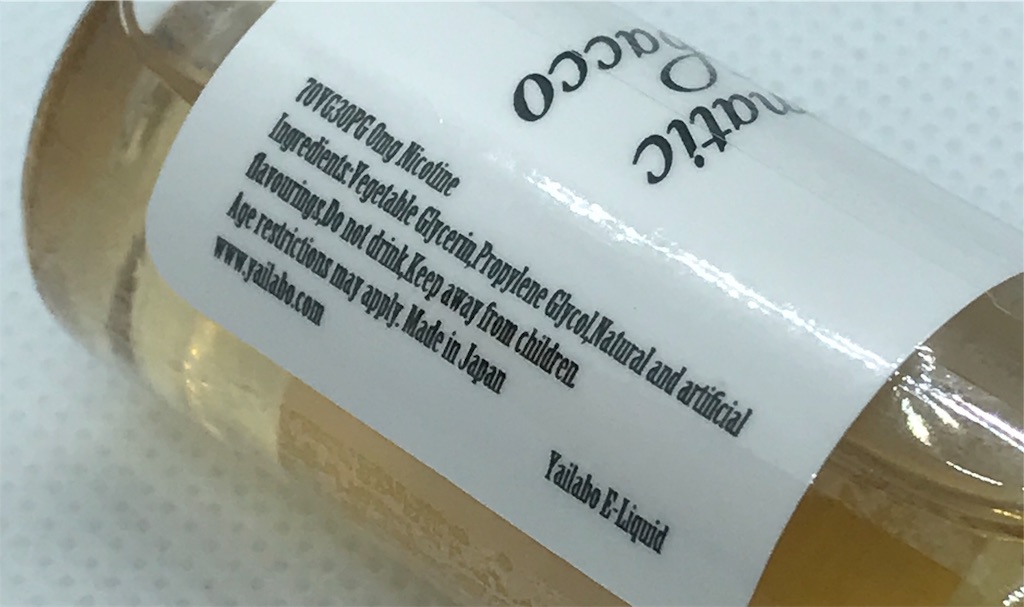 matic
acco
70VG30PG 0mg Nicotine
Ingredients:Vegetable Glycerin,Propylene Glycol,Natural and artificial
flavourings,Do not drink,Keep away from children.
Age restrictions may apply. Made in Japan
www.yailabo.com
Yailabo E-Liquid